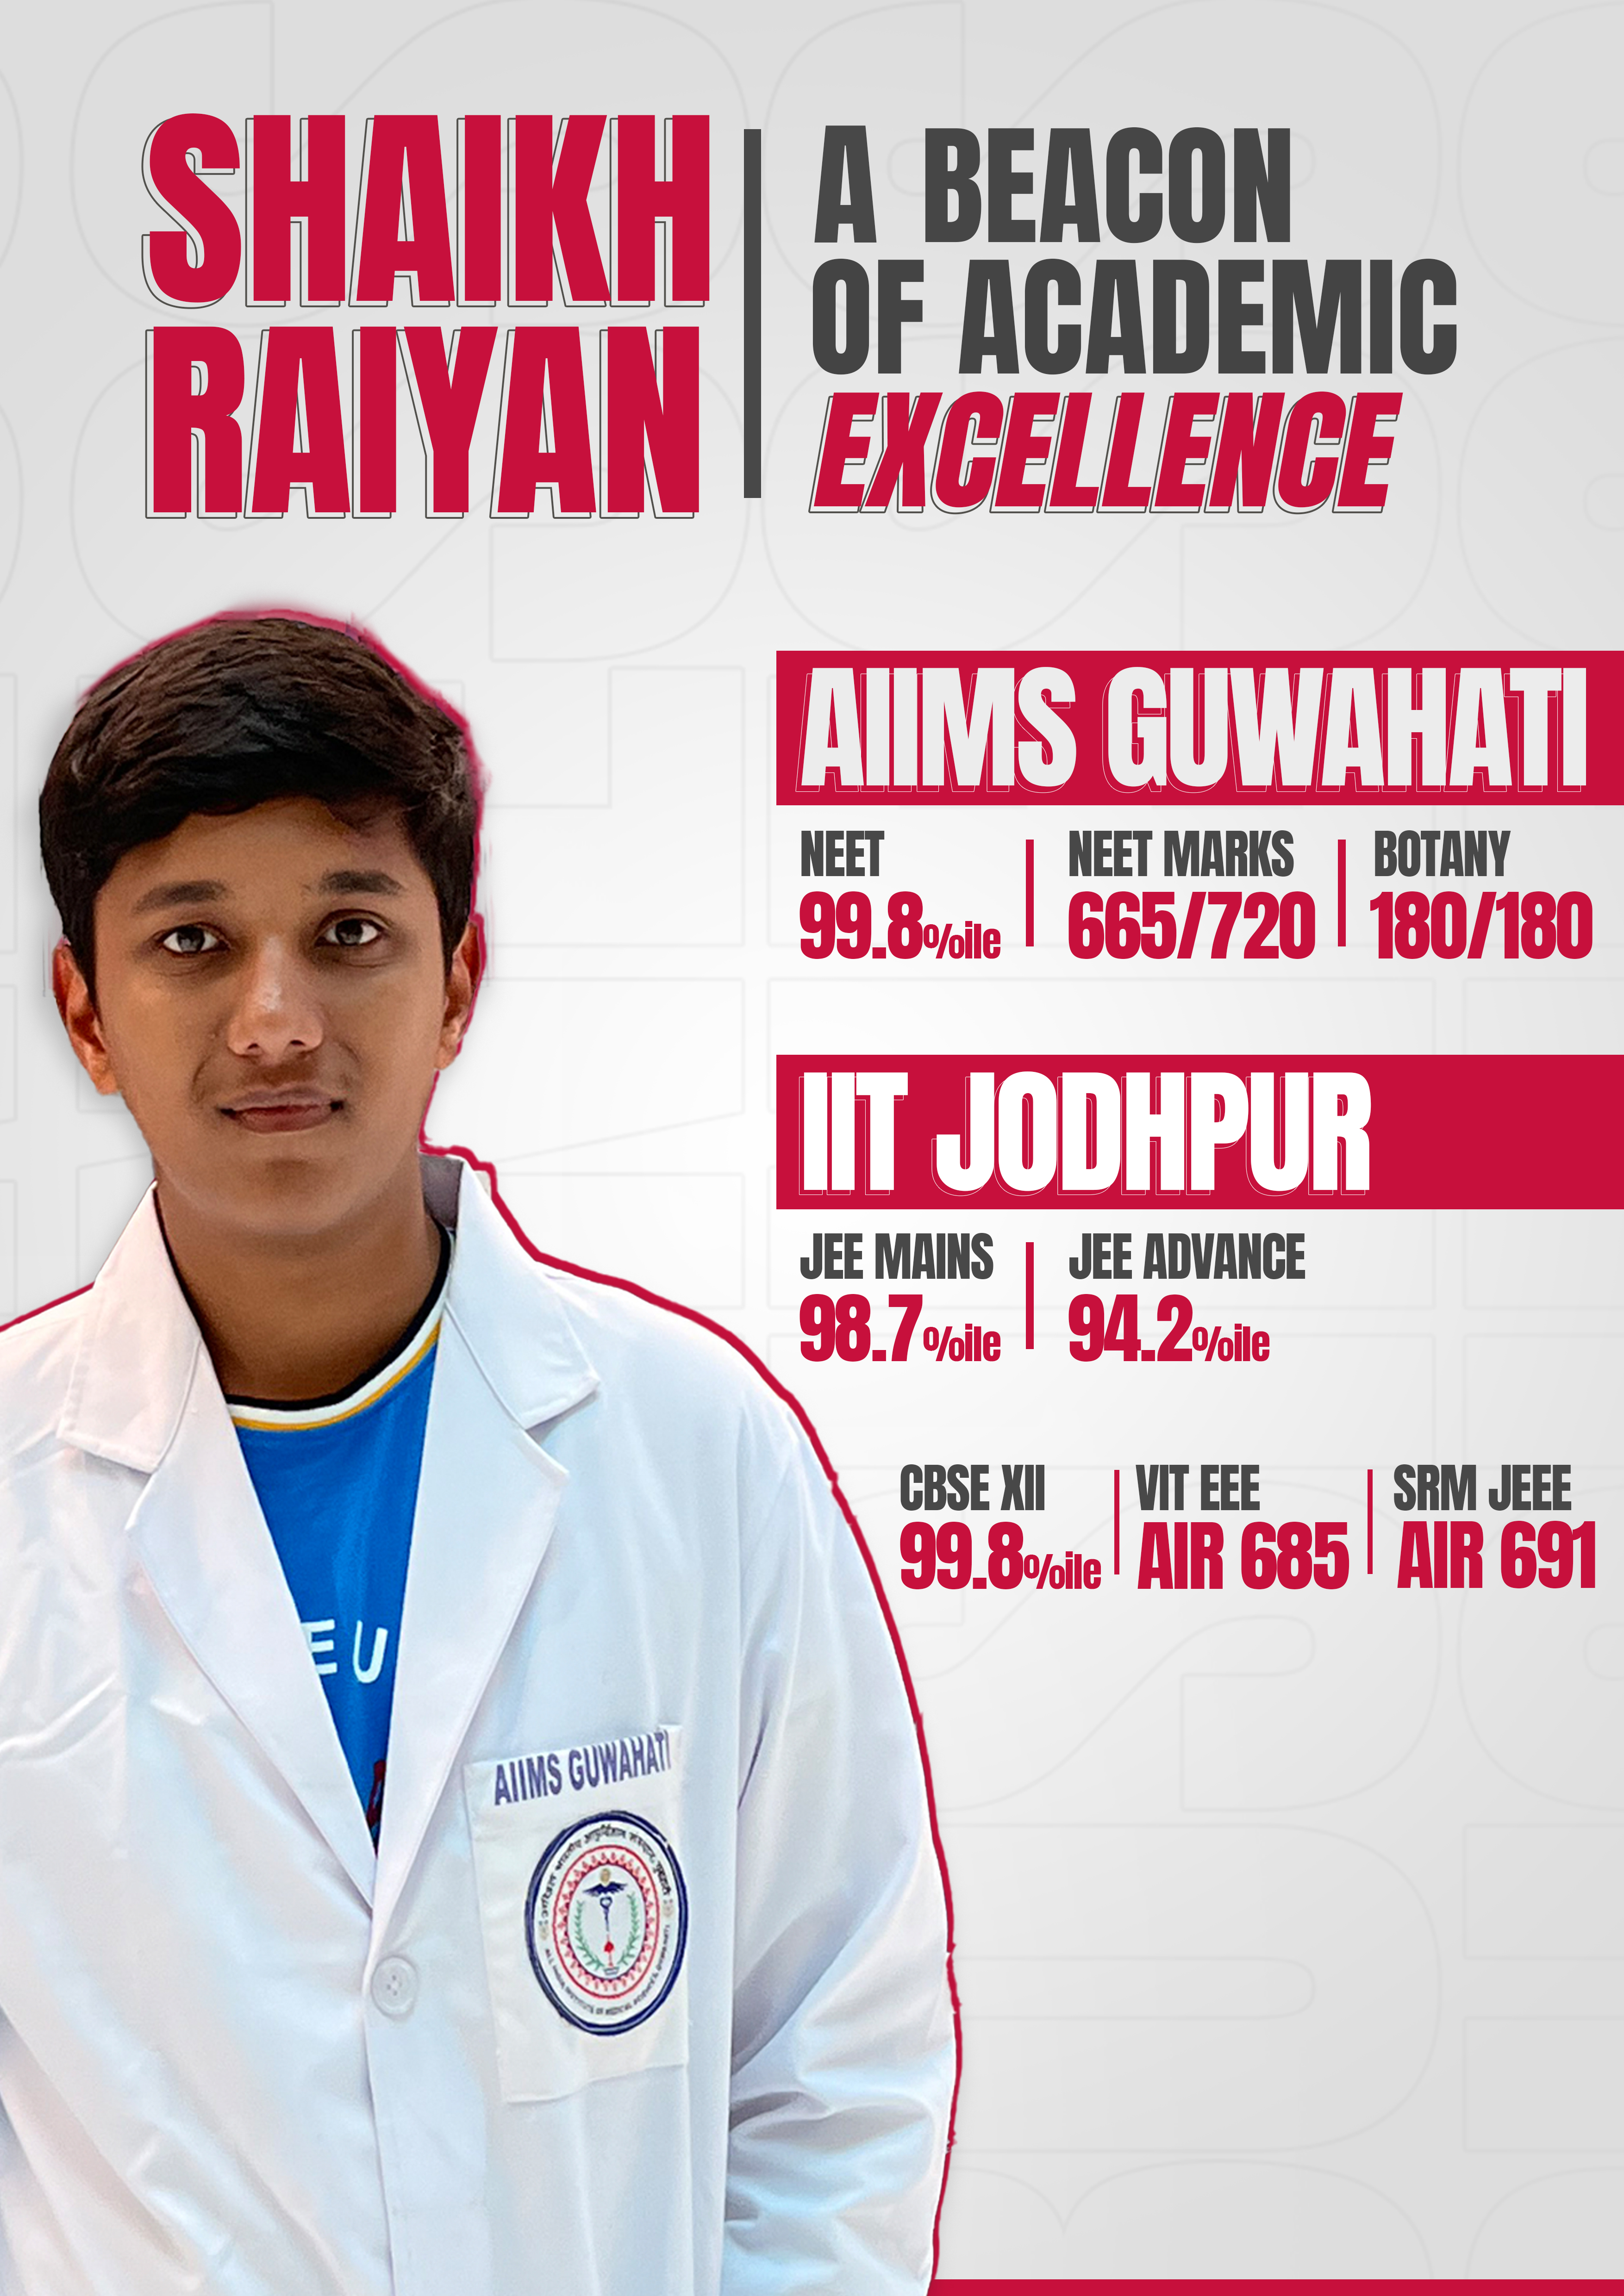 SHAIKH
RAIYAN
A BEACON
OF ACADEMIC
EXCELLENCE
AIIMS GUWAHATI
NEET
99.8%ile
NEET MARKS
665/720
BOTANY
180/180
IIT JODHPUR
JEE MAINS
98.7%ile
JEE ADVANCE
94.2%ile
CBSE XII
99.8%ile
VIT EEE
AIR 685
SRM JEEE
AIR 691
EU
AIIMS GUWAHATI